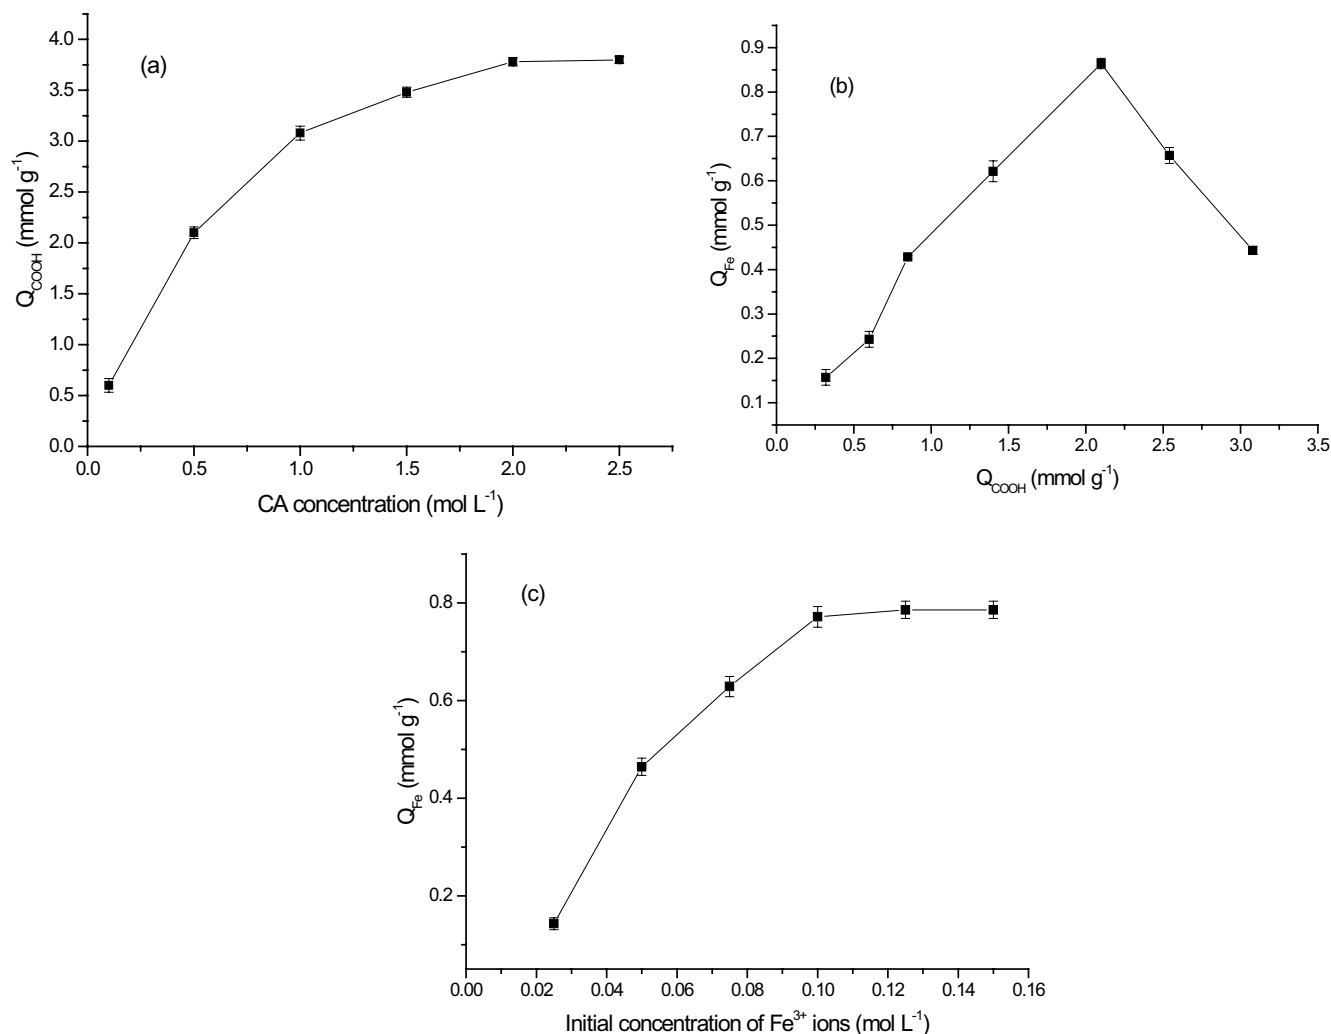 (a)
Q_COOH (mmol g⁻¹)
4.0
3.5
3.0
2.5
2.0
1.5
1.0
0.5
0.0
0.0 0.5 1.0 1.5 2.0 2.5
CA concentration (mol L⁻¹)
(b)
Q_Fe (mmol g⁻¹)
0.9
0.8
0.7
0.6
0.5
0.4
0.3
0.2
0.1
0.0 0.5 1.0 1.5 2.0 2.5 3.0 3.5
Q_COOH (mmol g⁻¹)
(c)
Q_Fe (mmol g⁻¹)
0.8
0.6
0.4
0.2
0.00 0.02 0.04 0.06 0.08 0.10 0.12 0.14 0.16
Initial concentration of Fe³⁺ ions (mol L⁻¹)